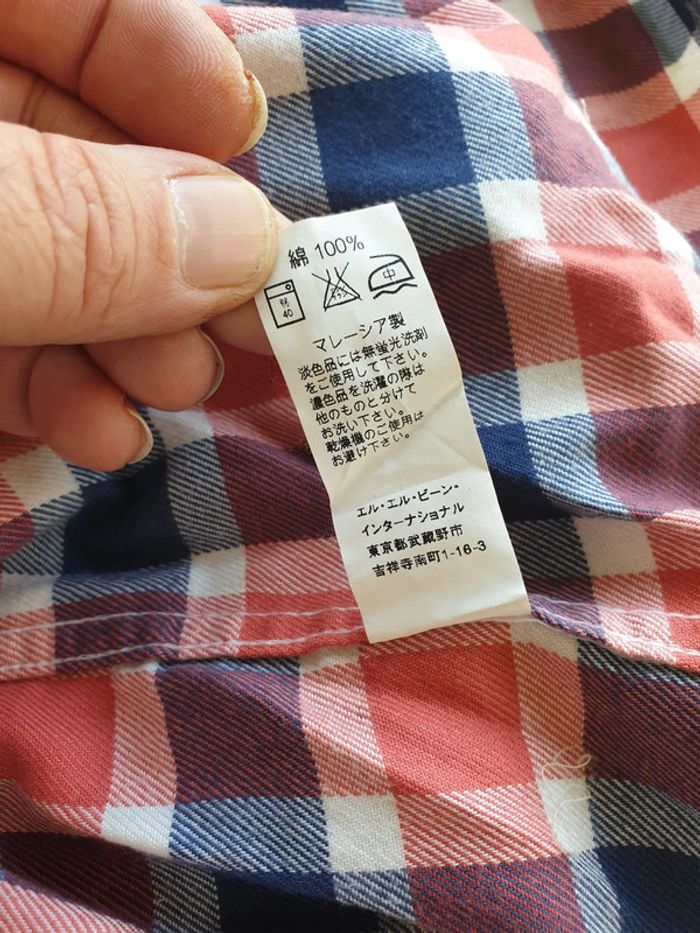 綿 100%
40
中
マレーシア製
淡色品には無蛍光洗剤
をご使用して下さい。
濃色品を洗濯の際は
他のものと分けて
お洗い下さい。
乾燥機のご使用は
お避け下さい。
エル・エル・ビーン・
インターナショナル
東京都武蔵野市
吉祥寺南町1-16-3